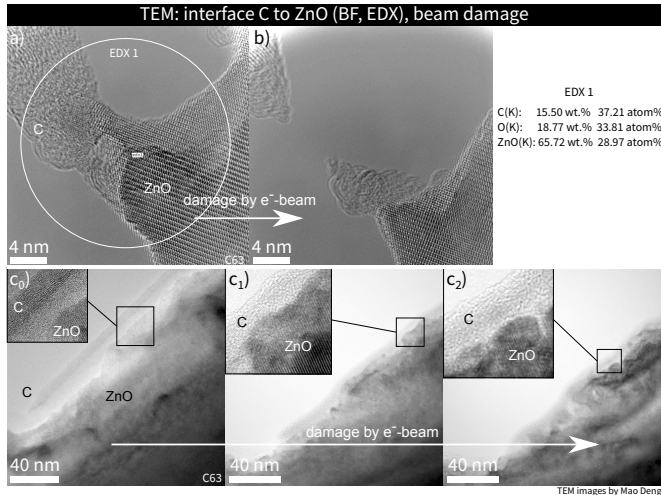 TEM: interface C to ZnO (BF, EDX), beam damage
a)
EDX 1
C
ZnO
4 nm
C63
b)
damage by e⁻-beam
4 nm
EDX 1
C(K): 15.50 wt.% 37.21 atom%
O(K): 18.77 wt.% 33.81 atom%
ZnO(K): 65.72 wt.% 28.97 atom%
c₀)
C
ZnO
C
ZnO
40 nm
C63
c₁)
C
ZnO
damage by e⁻-beam
40 nm
c₂)
C
ZnO
40 nm
TEM images by Mao Deng